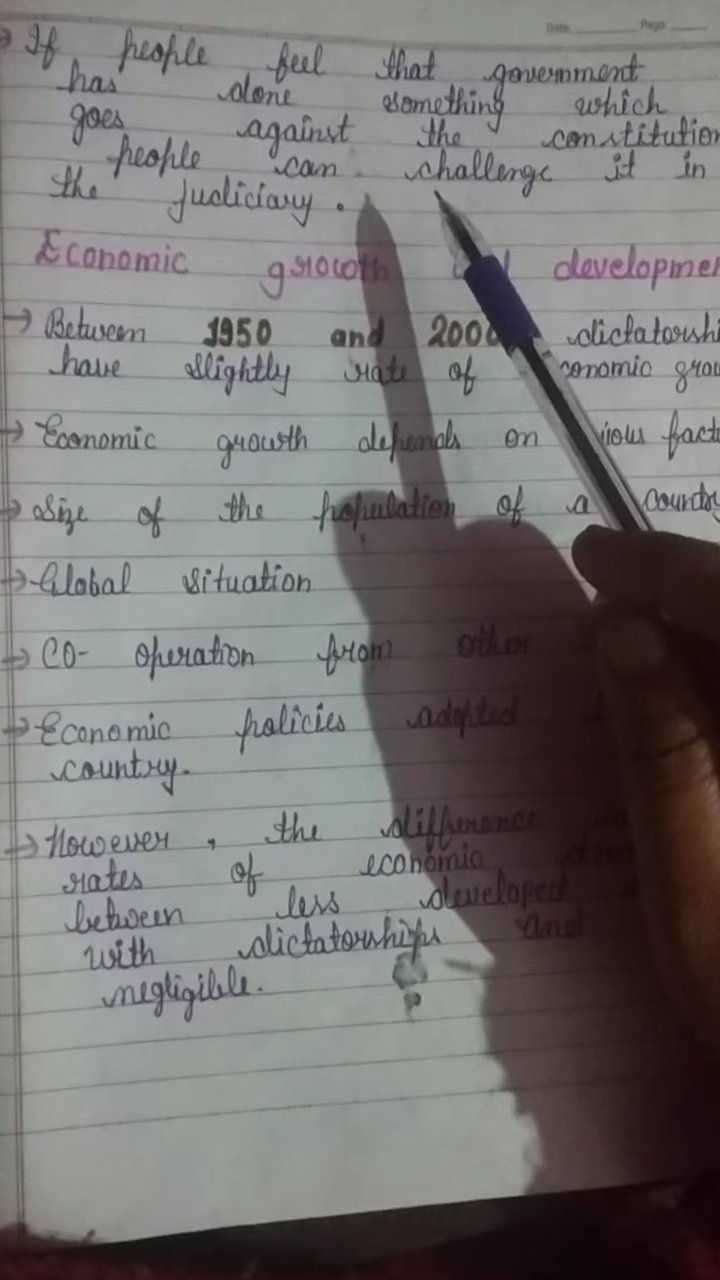 Date: Page:
If people feel that government
has done something which
goes against the constitution
people can challenge it in
the judiciary.
Economic growth developmen
→ Between 1950 and 200 dictatorshi
have slightly rate of conomic grow
→ Economic growth depends on ious facto
→ Size of the population of a country
→ Global situation
→ CO- operation from other
→ Economic policies adopted
country.
→ However, the difference
rates of economic
between less developed
with dictatorships and
negligible.